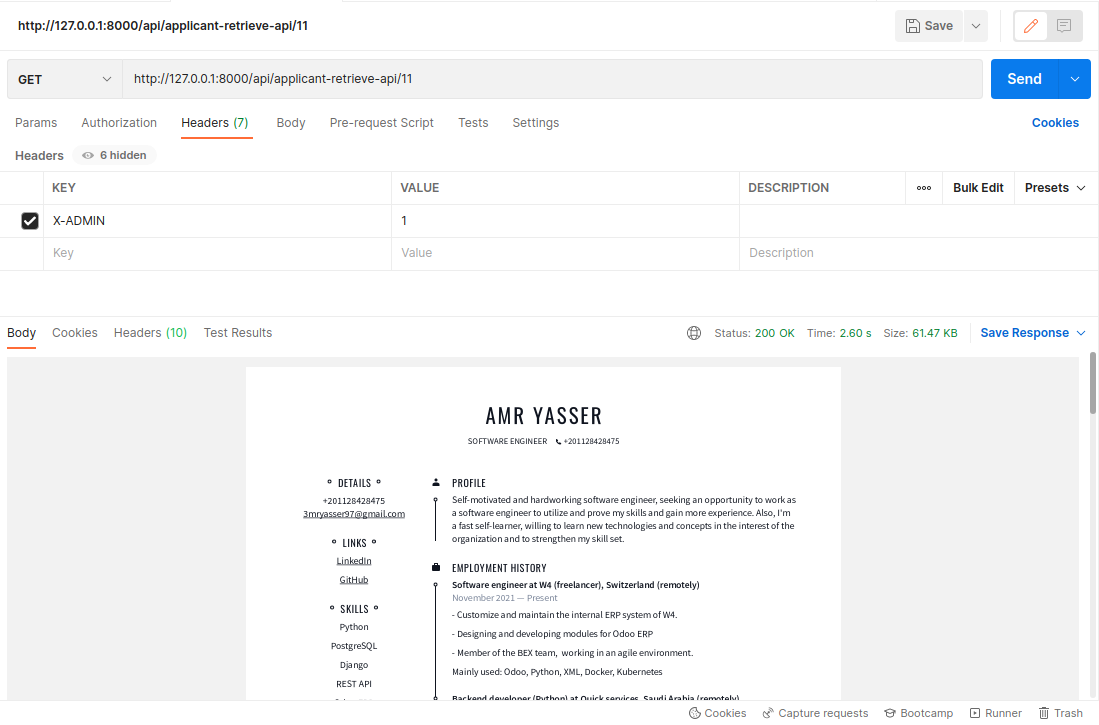 http://127.0.0.1:8000/api/applicant-retrieve-api/11
Save
GET
http://127.0.0.1:8000/api/applicant-retrieve-api/11
Send
Params Authorization Headers (7) Body Pre-request Script Tests Settings Cookies
Headers 6 hidden
KEY VALUE DESCRIPTION Bulk Edit Presets
X-ADMIN 1
Key Value Description
Body Cookies Headers (10) Test Results Status: 200 OK Time: 2.60 s Size: 61.47 KB Save Response
AMR YASSER
SOFTWARE ENGINEER +201128428475
DETAILS
+201128428475
3mryasser97@gmail.com
LINKS
LinkedIn
GitHub
SKILLS
Python
PostgreSQL
Django
REST API
PROFILE
Self-motivated and hardworking software engineer, seeking an opportunity to work as
a software engineer to utilize and prove my skills and gain more experience. Also, I'm
a fast self-learner, willing to learn new technologies and concepts in the interest of the
organization and to strengthen my skill set.
EMPLOYMENT HISTORY
Software engineer at W4 (freelancer), Switzerland (remotely)
November 2021 — Present
- Customize and maintain the internal ERP system of W4.
- Designing and developing modules for Odoo ERP
- Member of the BEX team, working in an agile environment.
Mainly used: Odoo, Python, XML, Docker, Kubernetes
Backend developer (Python) at Quick services, Saudi Arabia (remotely)
Cookies Capture requests Bootcamp Runner Trash